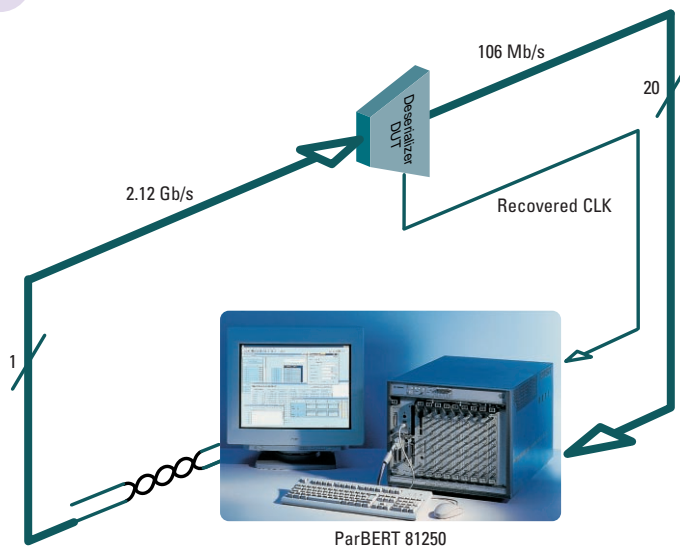 106 Mb/s
20
Deserializer
DUT
2.12 Gb/s
Recovered CLK
1
ParBERT 81250